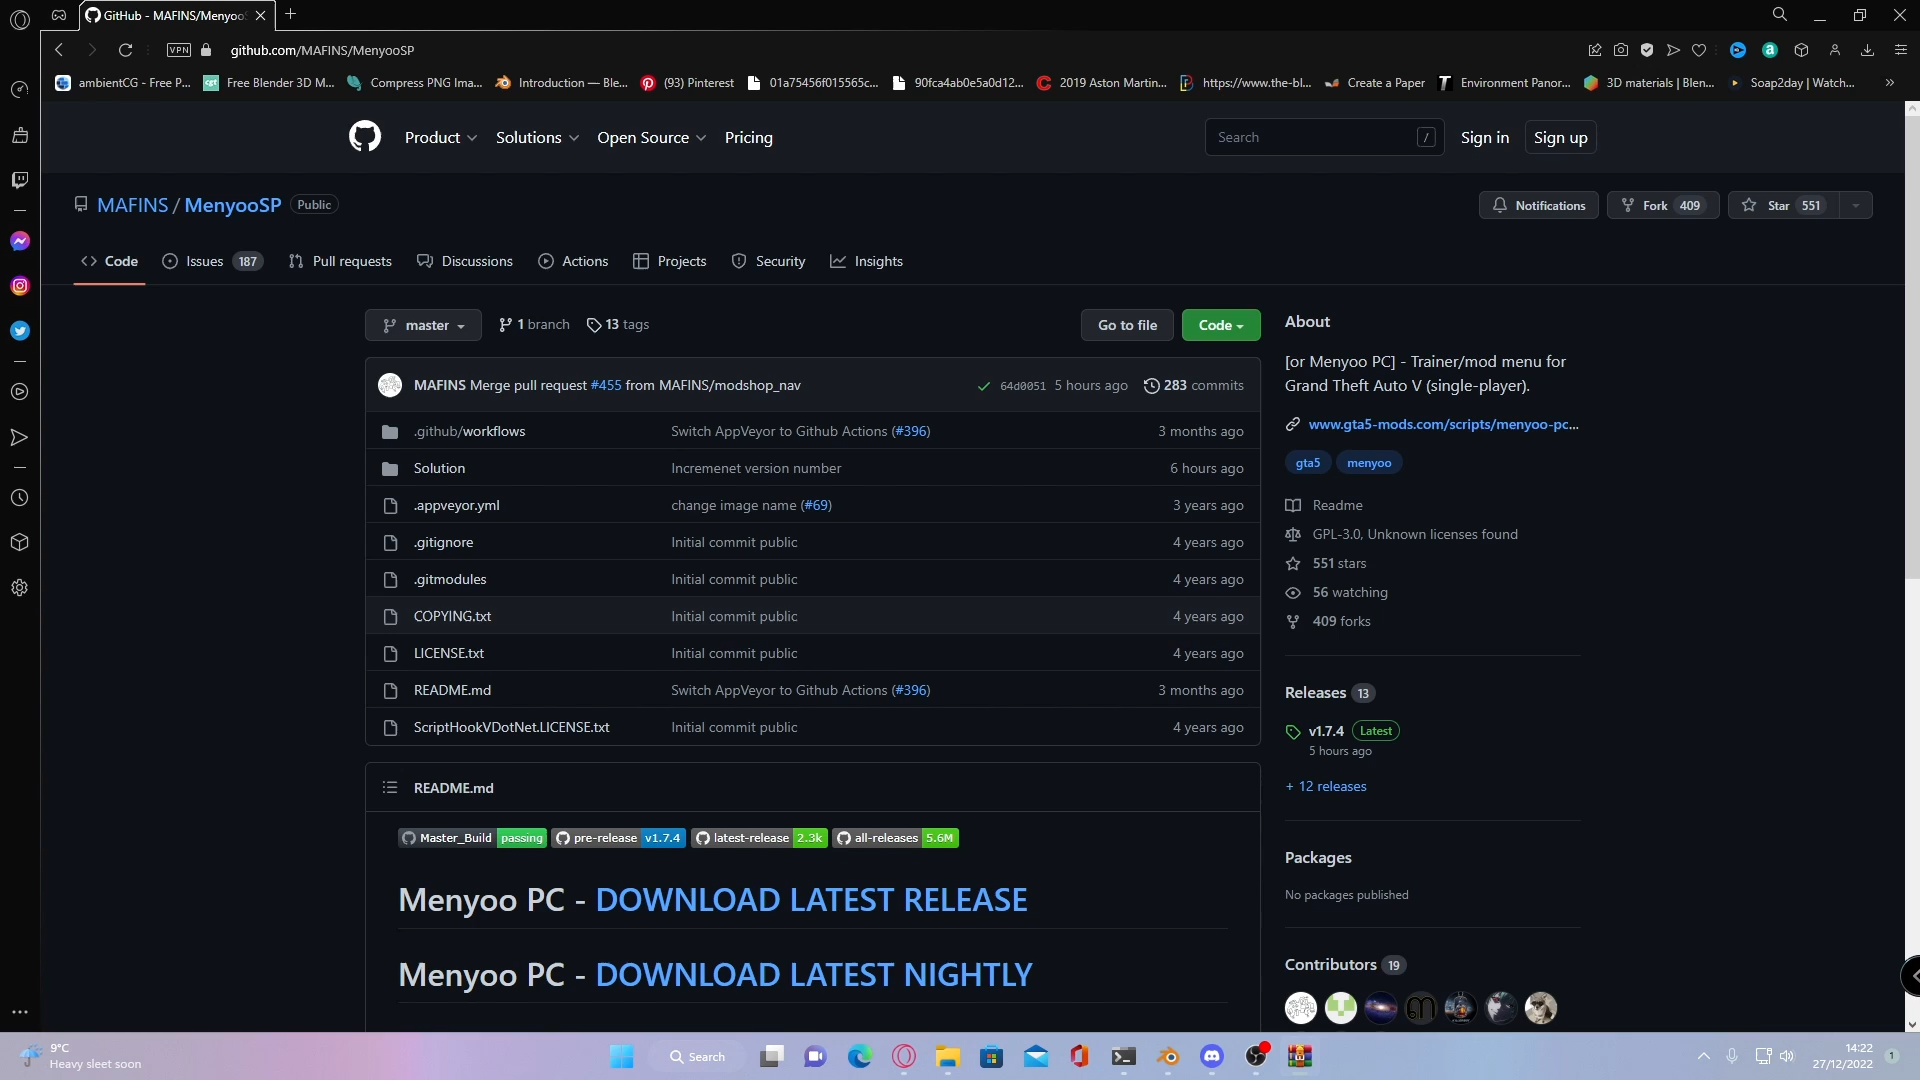 GitHub - MAFINS/Menyoo
VPN
github.com/MAFINS/MenyooSP
ambientCG - Free P...
Free Blender 3D M...
Compress PNG Ima...
Introduction — Ble...
(93) Pinterest
01a75456f015565c...
90fca4ab0e5a0d12...
2019 Aston Martin...
https://www.the-bl...
Create a Paper
Environment Panor...
3D materials | Blen...
Soap2day | Watch...
Product
Solutions
Open Source
Pricing
Search
/
Sign in
Sign up
MAFINS / MenyooSP
Public
Notifications
Fork 409
Star 551
Code
Issues 187
Pull requests
Discussions
Actions
Projects
Security
Insights
master
1 branch
13 tags
Go to file
Code
MAFINS Merge pull request #455 from MAFINS/modshop_nav
64d0051 5 hours ago
283 commits
.github/workflows Switch AppVeyor to Github Actions (#396) 3 months ago
Solution Incremenet version number 6 hours ago
.appveyor.yml change image name (#69) 3 years ago
.gitignore Initial commit public 4 years ago
.gitmodules Initial commit public 4 years ago
COPYING.txt Initial commit public 4 years ago
LICENSE.txt Initial commit public 4 years ago
README.md Switch AppVeyor to Github Actions (#396) 3 months ago
ScriptHookVDotNet.LICENSE.txt Initial commit public 4 years ago
README.md
Master_Build passing
pre-release v1.7.4
latest-release 2.3k
all-releases 5.6M
Menyoo PC - DOWNLOAD LATEST RELEASE
Menyoo PC - DOWNLOAD LATEST NIGHTLY
About
[or Menyoo PC] - Trainer/mod menu for
Grand Theft Auto V (single-player).
www.gta5-mods.com/scripts/menyoo-pc...
gta5
menyoo
Readme
GPL-3.0, Unknown licenses found
551 stars
56 watching
409 forks
Releases 13
v1.7.4 Latest
5 hours ago
+ 12 releases
Packages
No packages published
Contributors 19
9°C
Heavy sleet soon
Search
14:22
27/12/2022
1